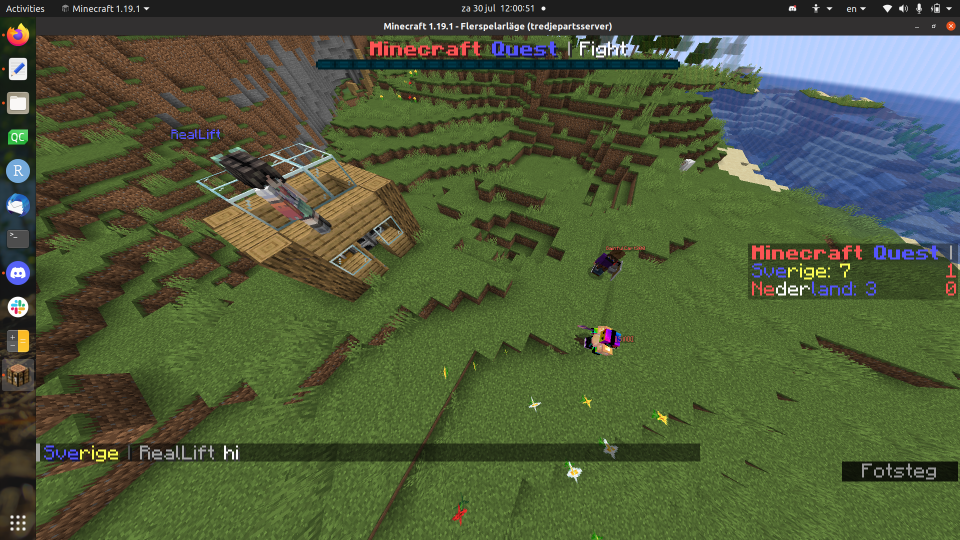 Activities Minecraft 1.19.1 za 30 jul 12:00:51 en
Minecraft 1.19.1 - Flerspelarläge (tredjepartsserver)
Minecraft Quest | Fight
QC
RealLift
R
Minecraft Quest |
Sverige: 7 1
Nederland: 3 0
Sverige | RealLift hi
Fotsteg